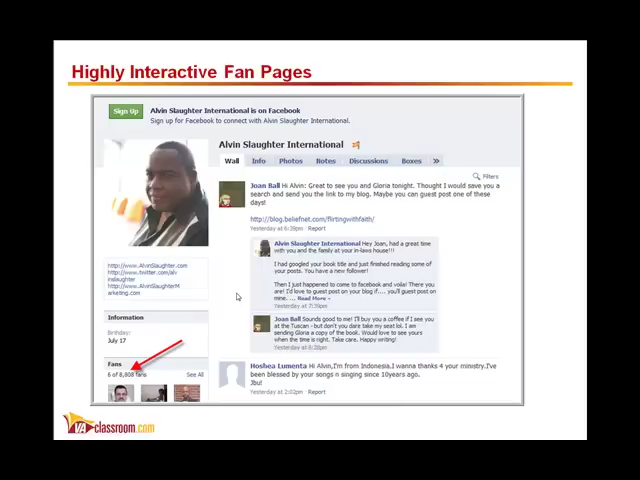 Highly Interactive Fan Pages
Sign Up
Alvin Slaughter International is on Facebook
Sign up for Facebook to connect with Alvin Slaughter International.
Alvin Slaughter International
Wall Info Photos Notes Discussions Boxes »
Filters
Joan Ball Hi Alvin: Great to see you and Gloria tonight. Thought I would save you a
search and send you the link to my blog. Maybe you can guest post one of these
days!
http://blog.beliefnet.com/flirtingwithfaith/
Yesterday at 6:39pm · Report
Alvin Slaughter International Hey Joan, had a great time
with you and the family at your in-laws house!!!
I had googled your book title and just finished reading some
of your posts. You have a new follower!
Then I just happened to come to facebook and voila! There you
are! I'd love to guest post on your blog if.... you'll guest post on
mine. ... Read More
Yesterday at 7:39pm
Joan Ball Sounds good to me! I'll buy you a coffee if I see you
at the Tuscan - but don't you dare take my seat lol. I am
sending Gloria a copy of the book. Would love to see yours
when the time is right. Take care. Happy writing!
Yesterday at
Hoshea Lumenta Hi Alvin,I'm from Indonesia,I wanna thanks 4 your ministry.I've
been blessed by your songs n singing since 10years ago.
Jbu!
Yesterday at 2:02pm · Report
http://www.AlvinSlaughter.com
http://www.twitter.com/alv
inslaughter
http://www.AlvinSlaughterM
arketing.com
Information
Birthday:
July 17
Fans
6 of 8,808 fans See All
VAclassroom.com